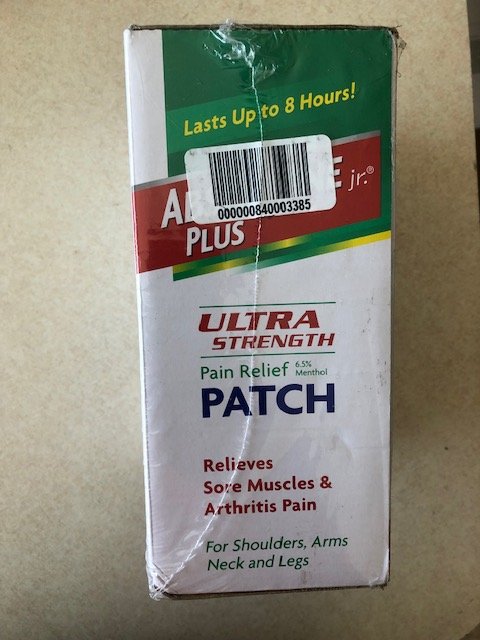 Lasts Up to 8 Hours!
jr.®
000000840003385
PLUS
ULTRA
STRENGTH
Pain Relief 6.5% Menthol
PATCH
Relieves
Sore Muscles &
Arthritis Pain
For Shoulders, Arms
Neck and Legs